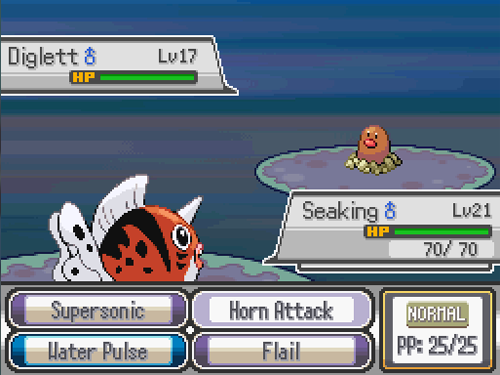 Diglett♂ Lv17
HP
Seaking♂ Lv21
HP
70/ 70
Supersonic
Horn Attack
Water Pulse
Flail
NORMAL
PP: 25/25